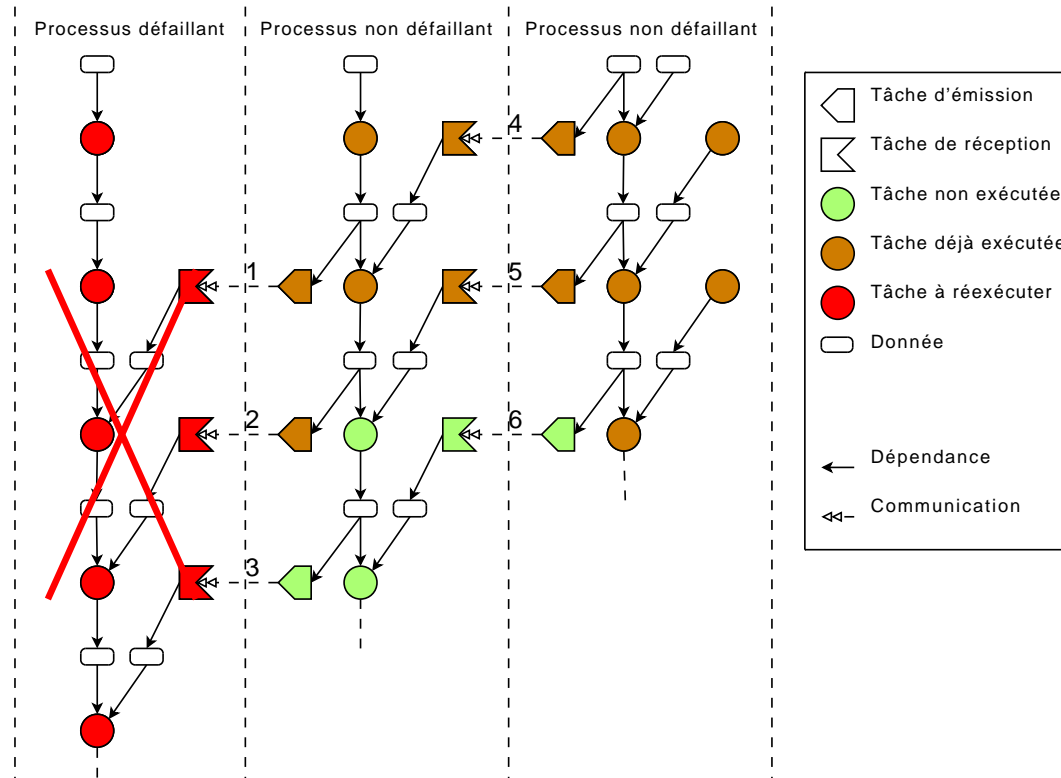 Processus défaillant
Processus non défaillant
Processus non défaillant
4
1
5
2
6
3
Tâche d'émission
Tâche de réception
Tâche non exécutée
Tâche déjà exécutée
Tâche à réexécuter
Donnée
Dépendance
Communication